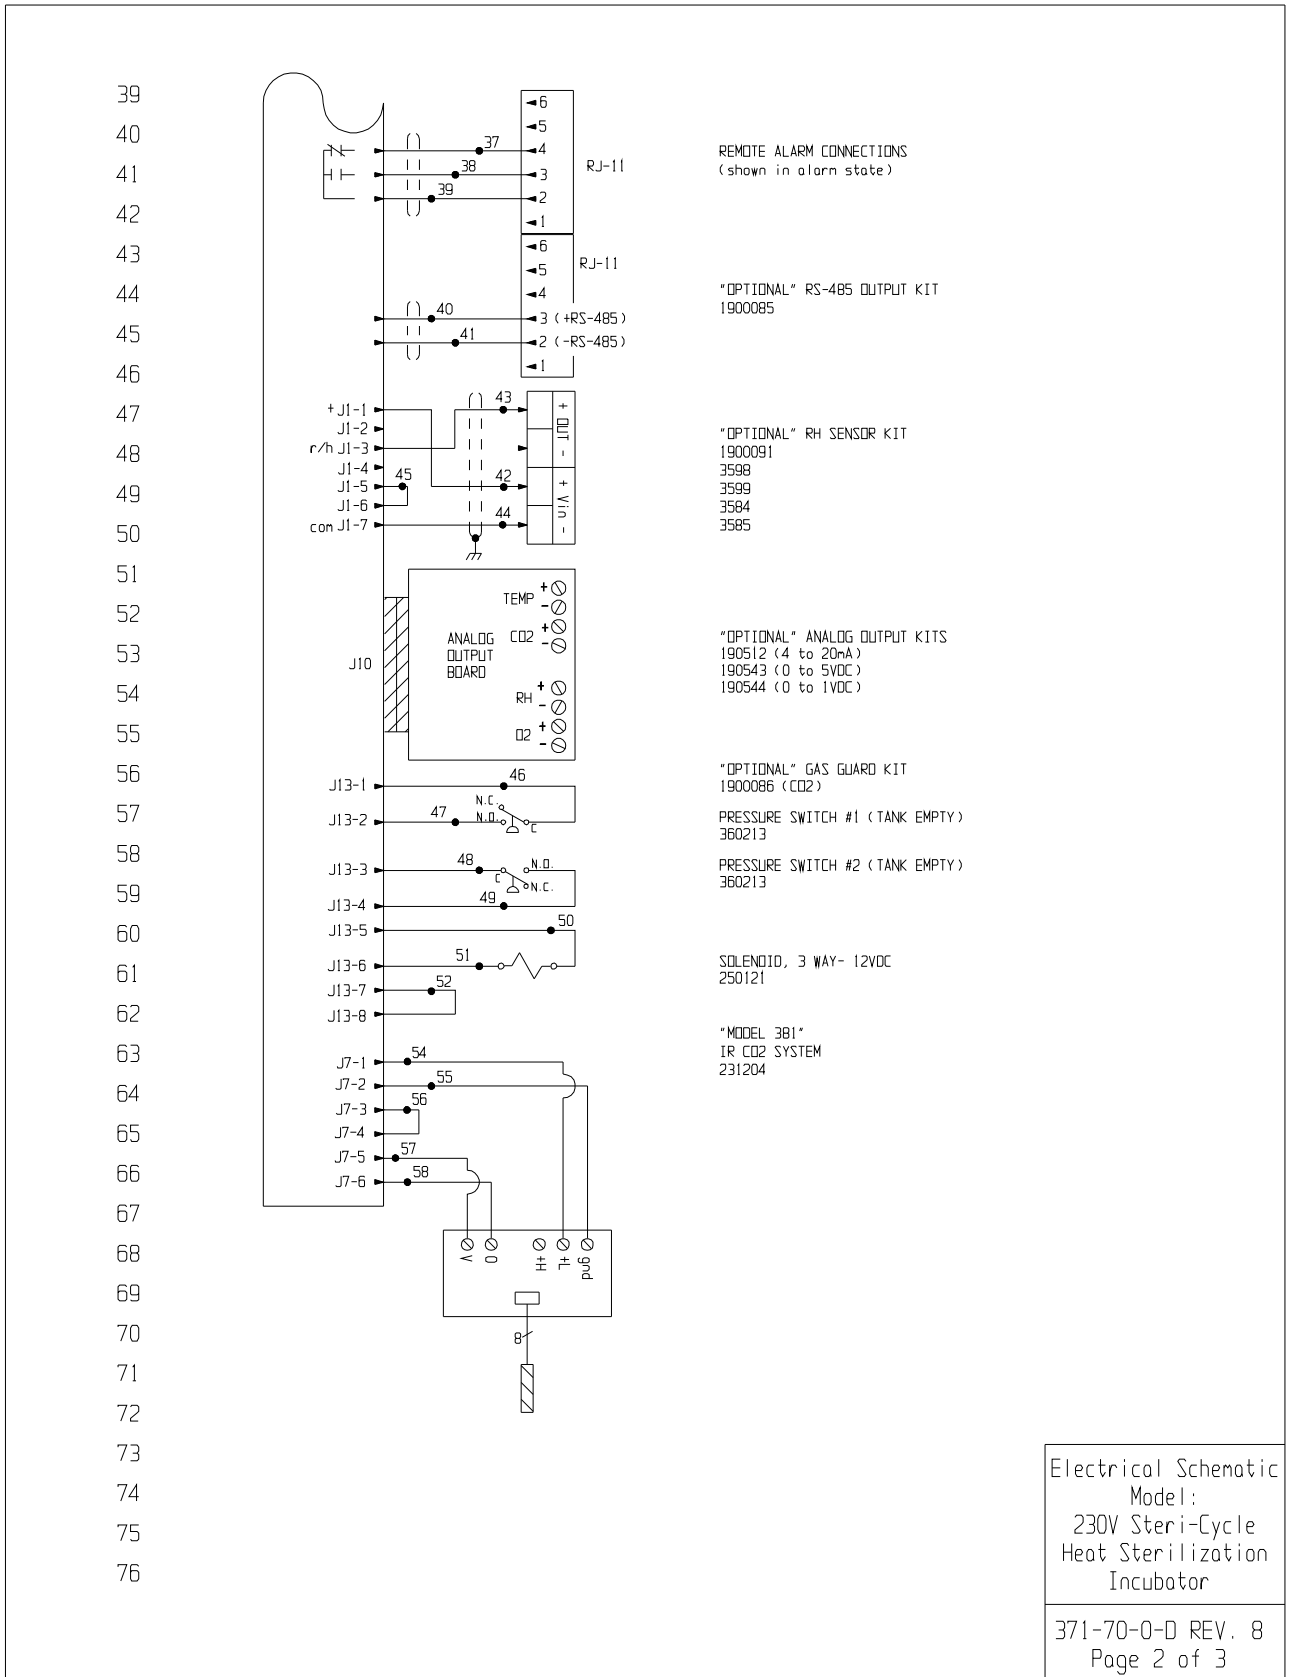 39
40
41
42
43
44
45
46
47
48
49
50
51
52
53
54
55
56
57
58
59
60
61
62
63
64
65
66
67
68
69
70
71
72
73
74
75
76
37
38
39
6
5
4
3
2
1
RJ-11
REMOTE ALARM CONNECTIONS
(shown in alarm state)
6
5
4
3 (+RS-485)
2 (-RS-485)
1
RJ-11
40
41
"OPTIONAL" RS-485 OUTPUT KIT
1900085
+ J1-1
J1-2
r/h J1-3
J1-4
J1-5
J1-6
com J1-7
43
45
42
44
+ OUT -
+ Vin -
"OPTIONAL" RH SENSOR KIT
1900091
3598
3599
3584
3585
J10
ANALOG
OUTPUT
BOARD
TEMP + -
CO2 + -
RH + -
O2 + -
"OPTIONAL" ANALOG OUTPUT KITS
190512 (4 to 20mA)
190543 (0 to 5VDC)
190544 (0 to 1VDC)
J13-1
J13-2
J13-3
J13-4
J13-5
J13-6
J13-7
J13-8
46
N.C.
47
N.O.
C
48
N.O.
C
N.C.
49
50
51
52
"OPTIONAL" GAS GUARD KIT
1900086 (CO2)
PRESSURE SWITCH #1 (TANK EMPTY)
360213
PRESSURE SWITCH #2 (TANK EMPTY)
360213
SOLENOID, 3 WAY- 12VDC
250121
"MODEL 381"
IR CO2 SYSTEM
231204
J7-1
J7-2
J7-3
J7-4
J7-5
J7-6
54
55
56
57
58
V
0
+H
+L
gnd
8
Electrical Schematic
Model:
230V Steri-Cycle
Heat Sterilization
Incubator
371-70-0-D REV. 8
Page 2 of 3